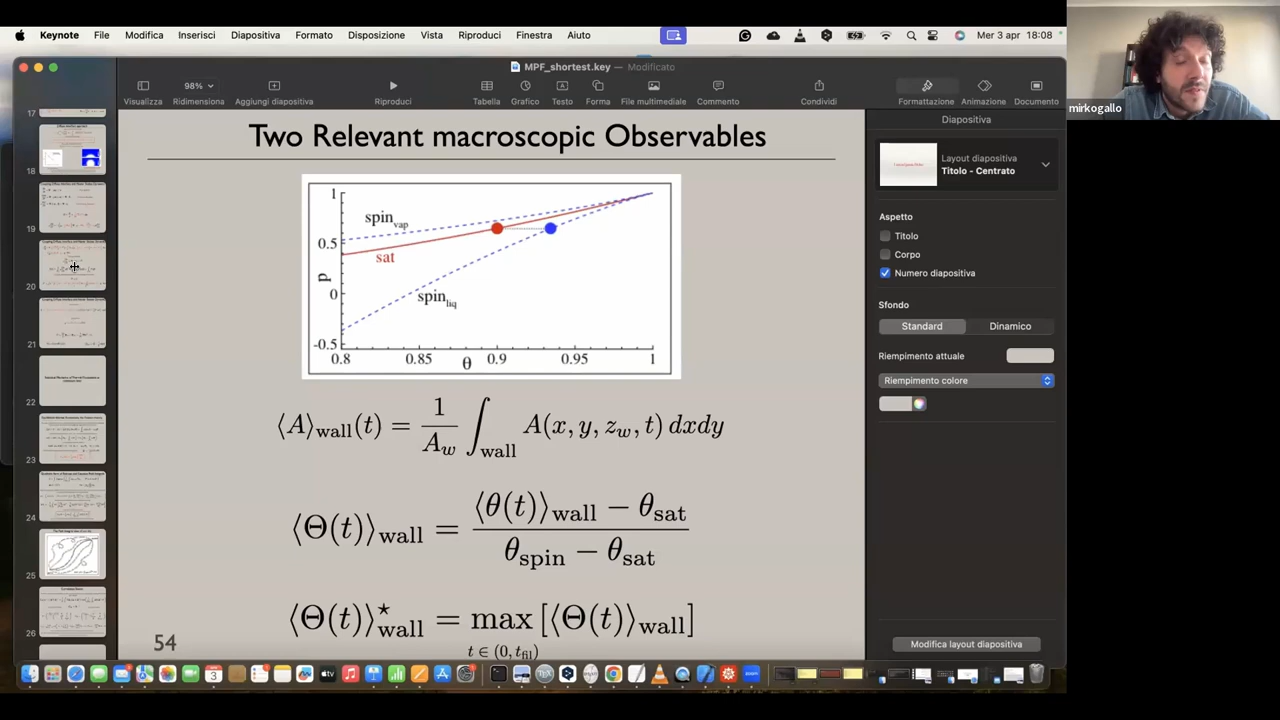 Keynote File Modifica Inserisci Diapositiva Formato Disposizione Vista Riproduci Finestra Aiuto Mer 3 apr 18:08
MPF_shortest.key — Modificato
98%
Visualizza Ridimensiona Aggiungi diapositiva Riproduci Tabella Grafico Testo Forma File multimediale Commento Condividi Formattazione Animazione Documento
mirkogallo
17
18
19
20
21
22
23
24
25
26
Two Relevant macroscopic Observables
1
0.5
0
-0.5
p
spin_vap
sat
spin_liq
0.8 0.85 0.9 0.95 1
θ
⟨A⟩_wall(t) = 1/A_w ∫_wall A(x, y, z_w, t) dxdy
⟨Θ(t)⟩_wall = (⟨θ(t)⟩_wall − θ_sat)/(θ_spin − θ_sat)
⟨Θ(t)⟩^★_wall = max [⟨Θ(t)⟩_wall]
t ∈ (0, t_fi)
54
Diapositiva
Layout diapositiva
Titolo - Centrato
Aspetto
Titolo
Corpo
Numero diapositiva
Sfondo
Standard Dinamico
Riempimento attuale
Riempimento colore
Modifica layout diapositiva